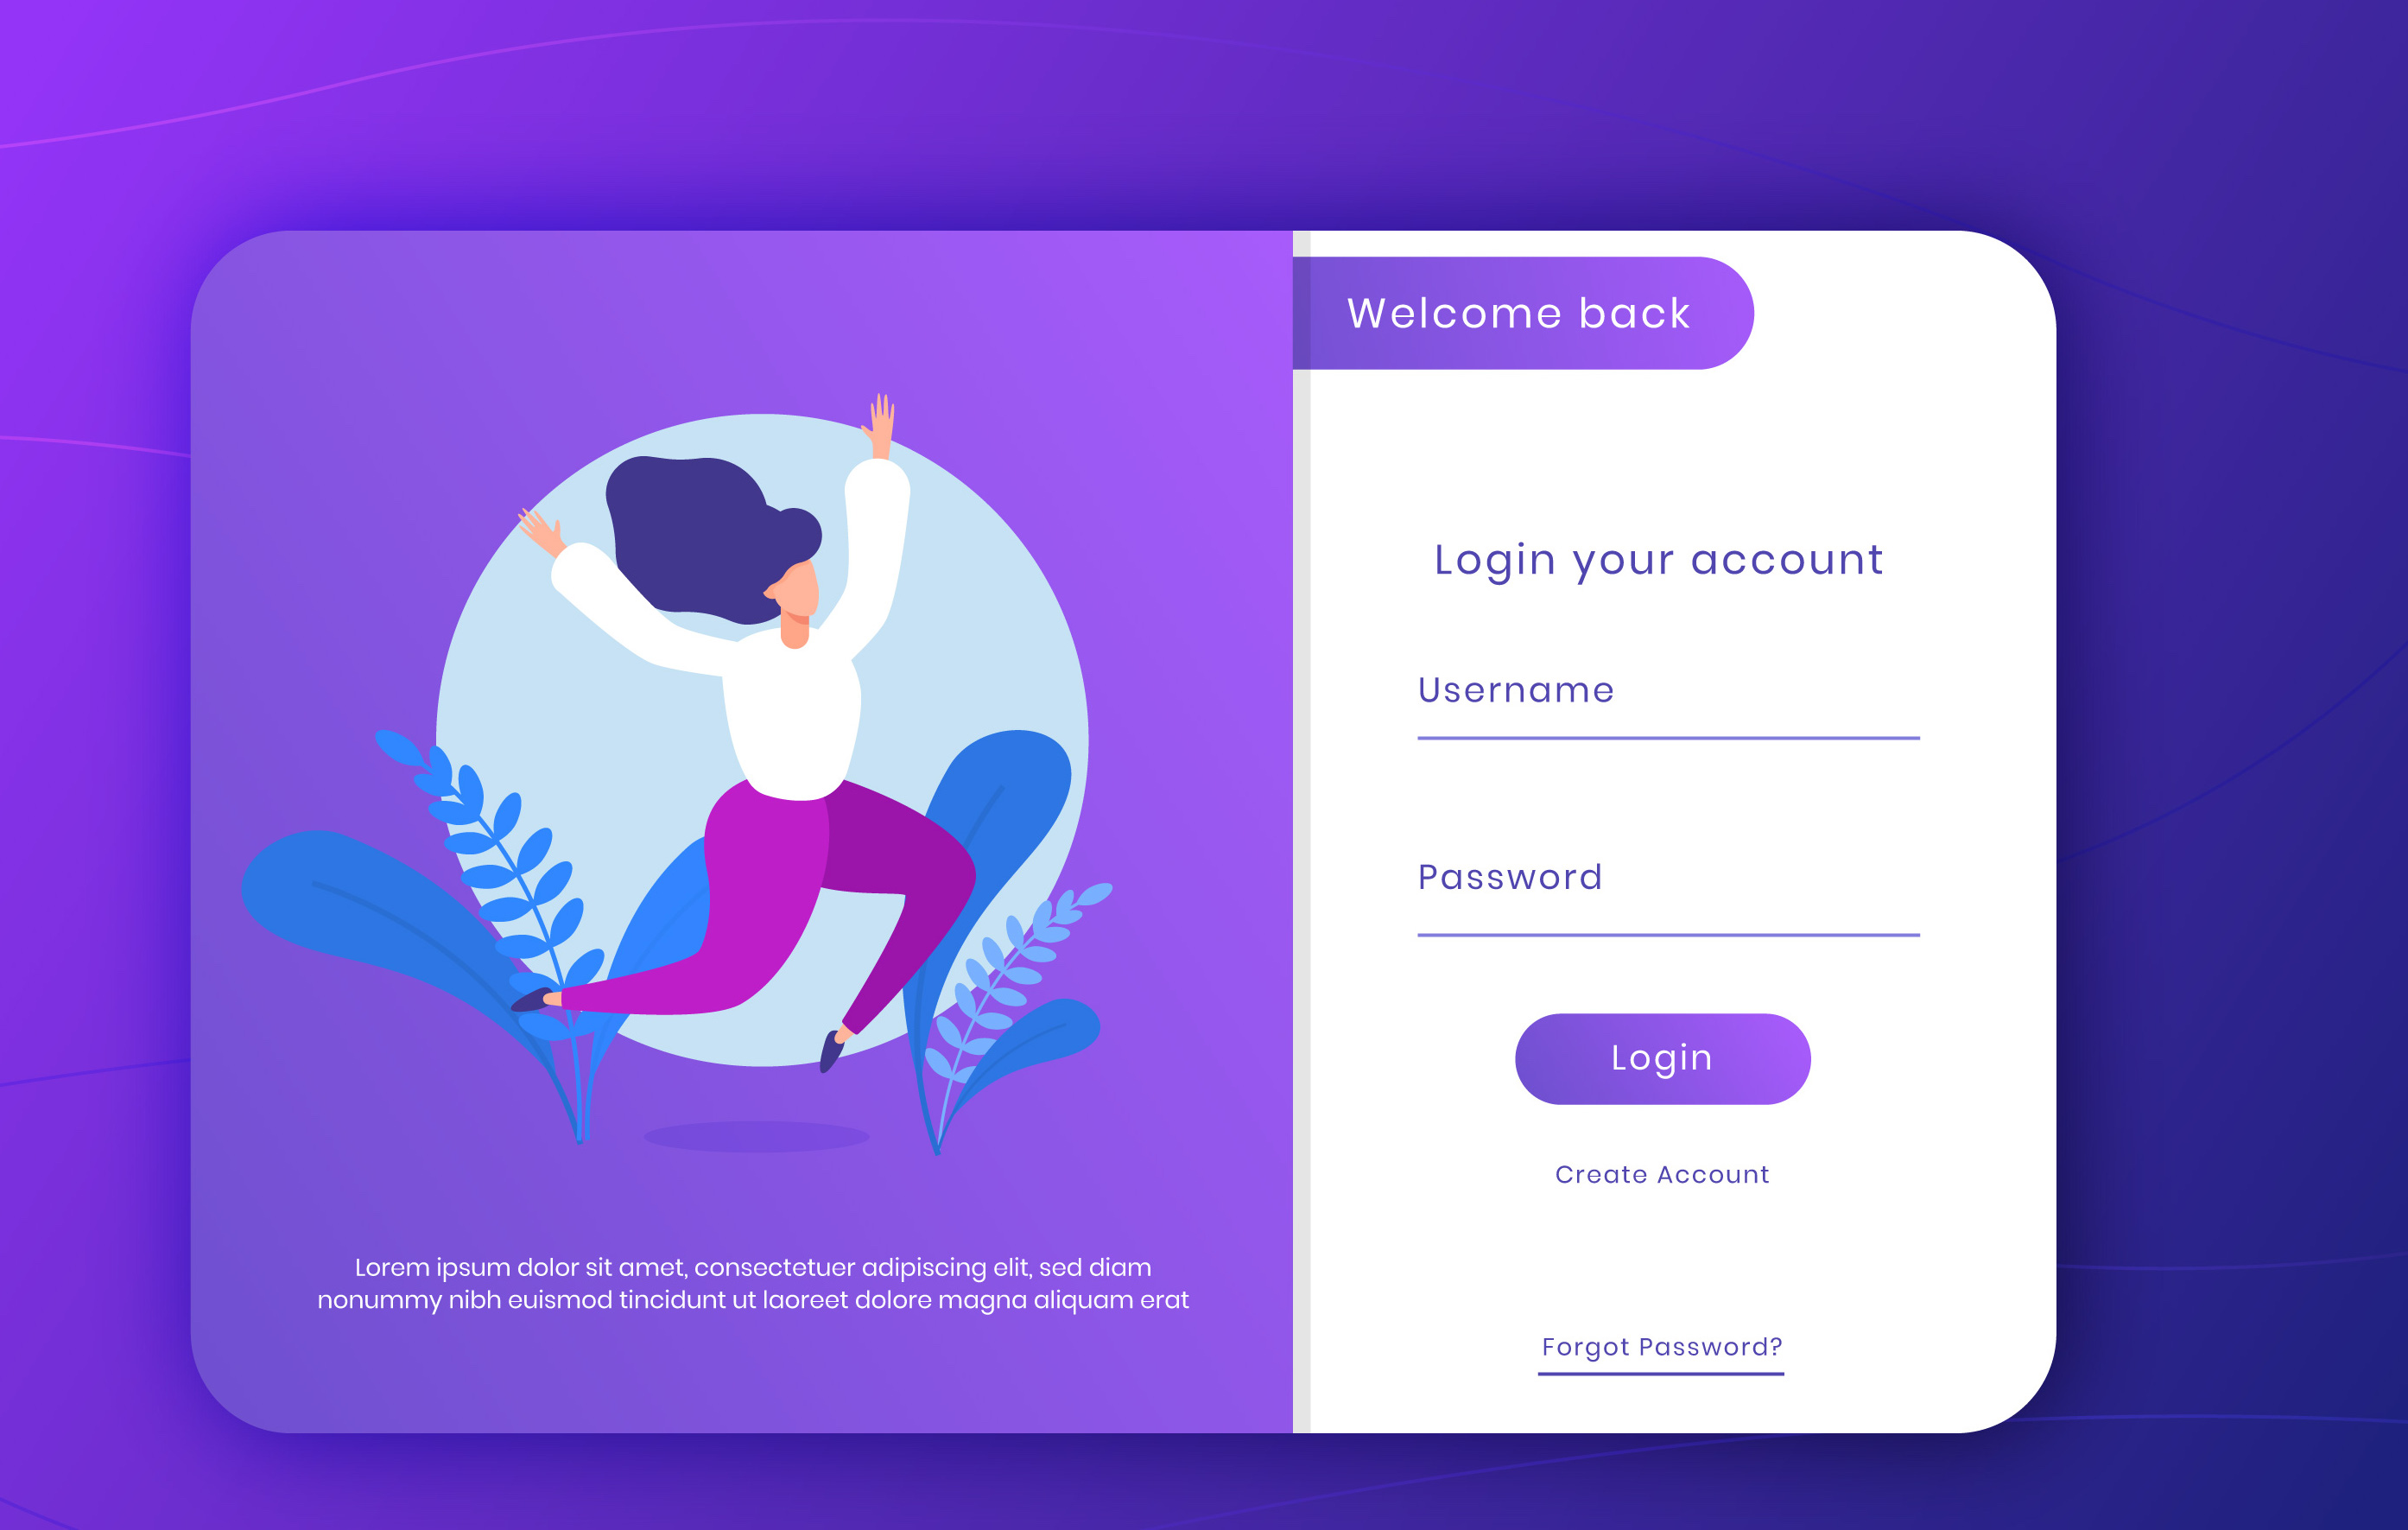 Welcome back
Login your account
Username
Password
Login
Create Account
Forgot Password?
Lorem ipsum dolor sit amet, consectetuer adipiscing elit, sed diam
nonummy nibh euismod tincidunt ut laoreet dolore magna aliquam erat